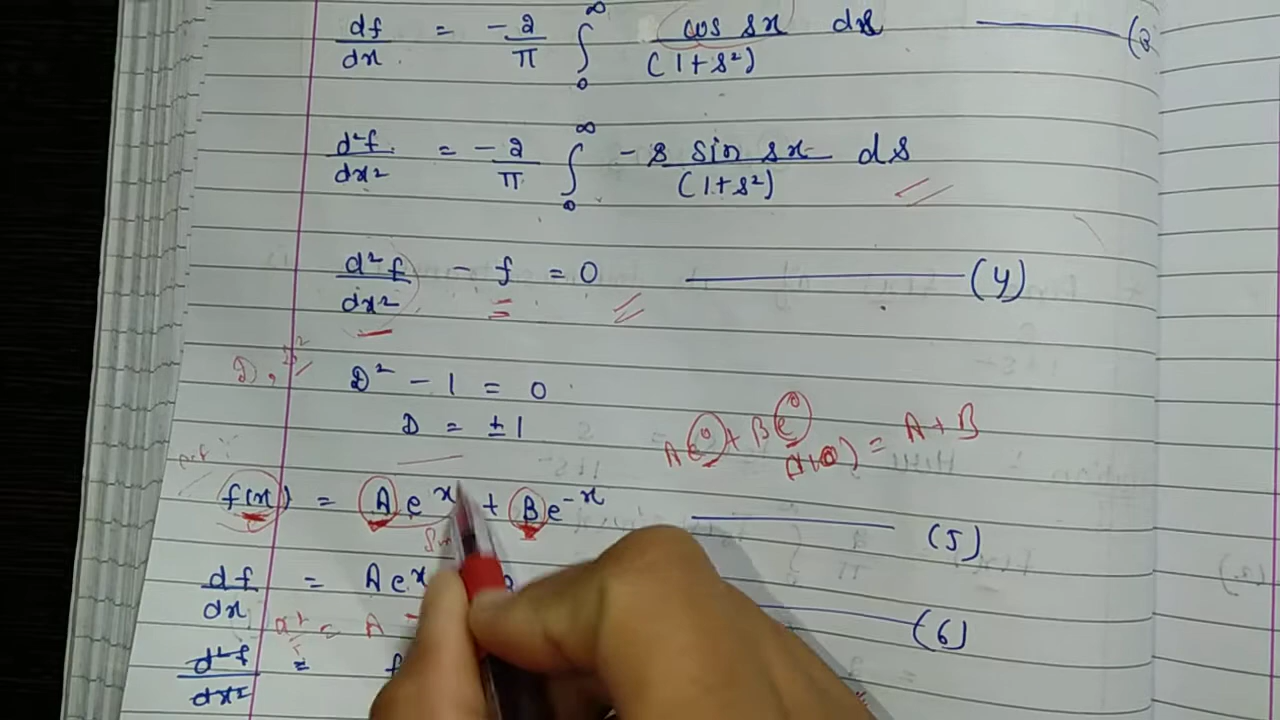 df/dx = -2/π ∫₀^∞ cos sx/(1+s²) ds
d²f/dx² = -2/π ∫₀^∞ -s sin sx/(1+s²) ds
d²f/dx² - f = 0 (4)
D² - 1 = 0
D = ±1
Ae⁰ + Be⁰ = A + B
f(x) = Ae^x + Be^-x (5)
df/dx = Ae^x (6)
d²f/dx² =